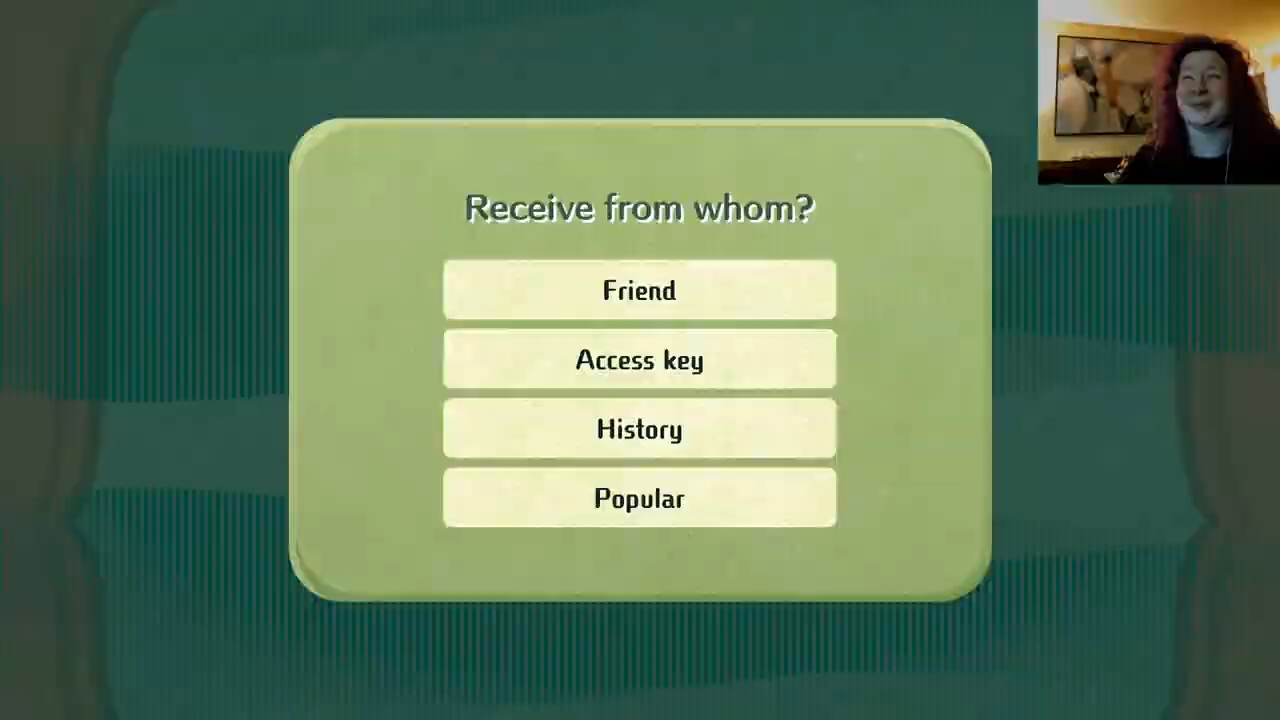 Receive from whom?
Friend
Access key
History
Popular